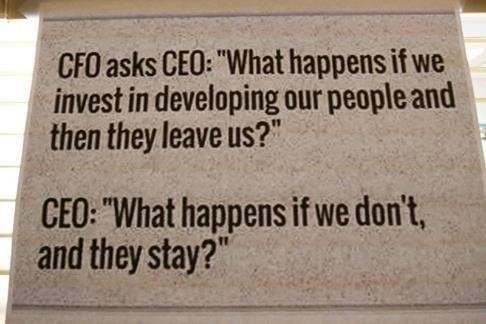 CFO asks CEO: "What happens if we
invest in developing our people and
then they leave us?"
CEO: "What happens if we don't,
and they stay?"